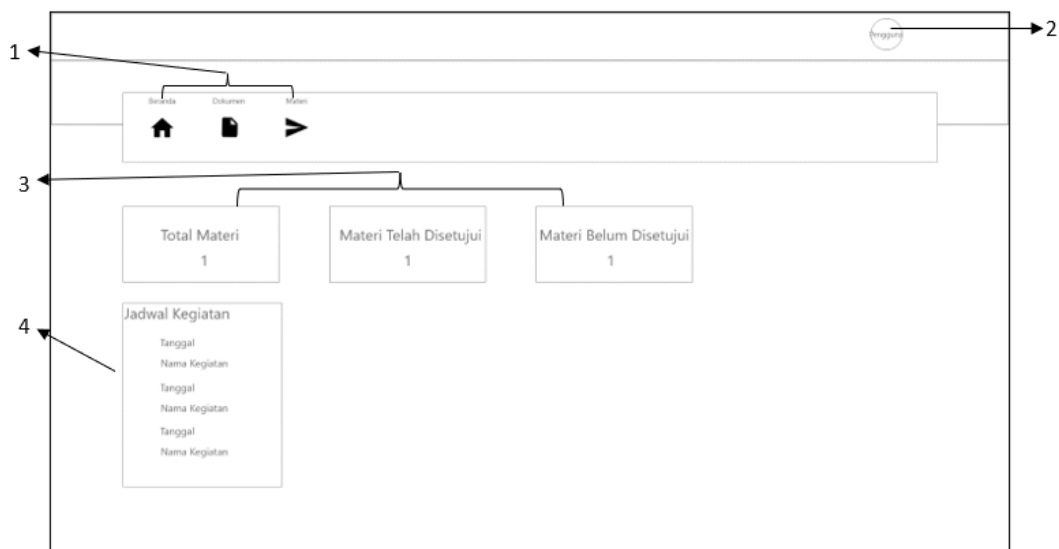 Pengguna
2
1
Beranda Dokumen Materi
3
Total Materi
1
Materi Telah Disetujui
1
Materi Belum Disetujui
1
4
Jadwal Kegiatan
Tanggal
Nama Kegiatan
Tanggal
Nama Kegiatan
Tanggal
Nama Kegiatan